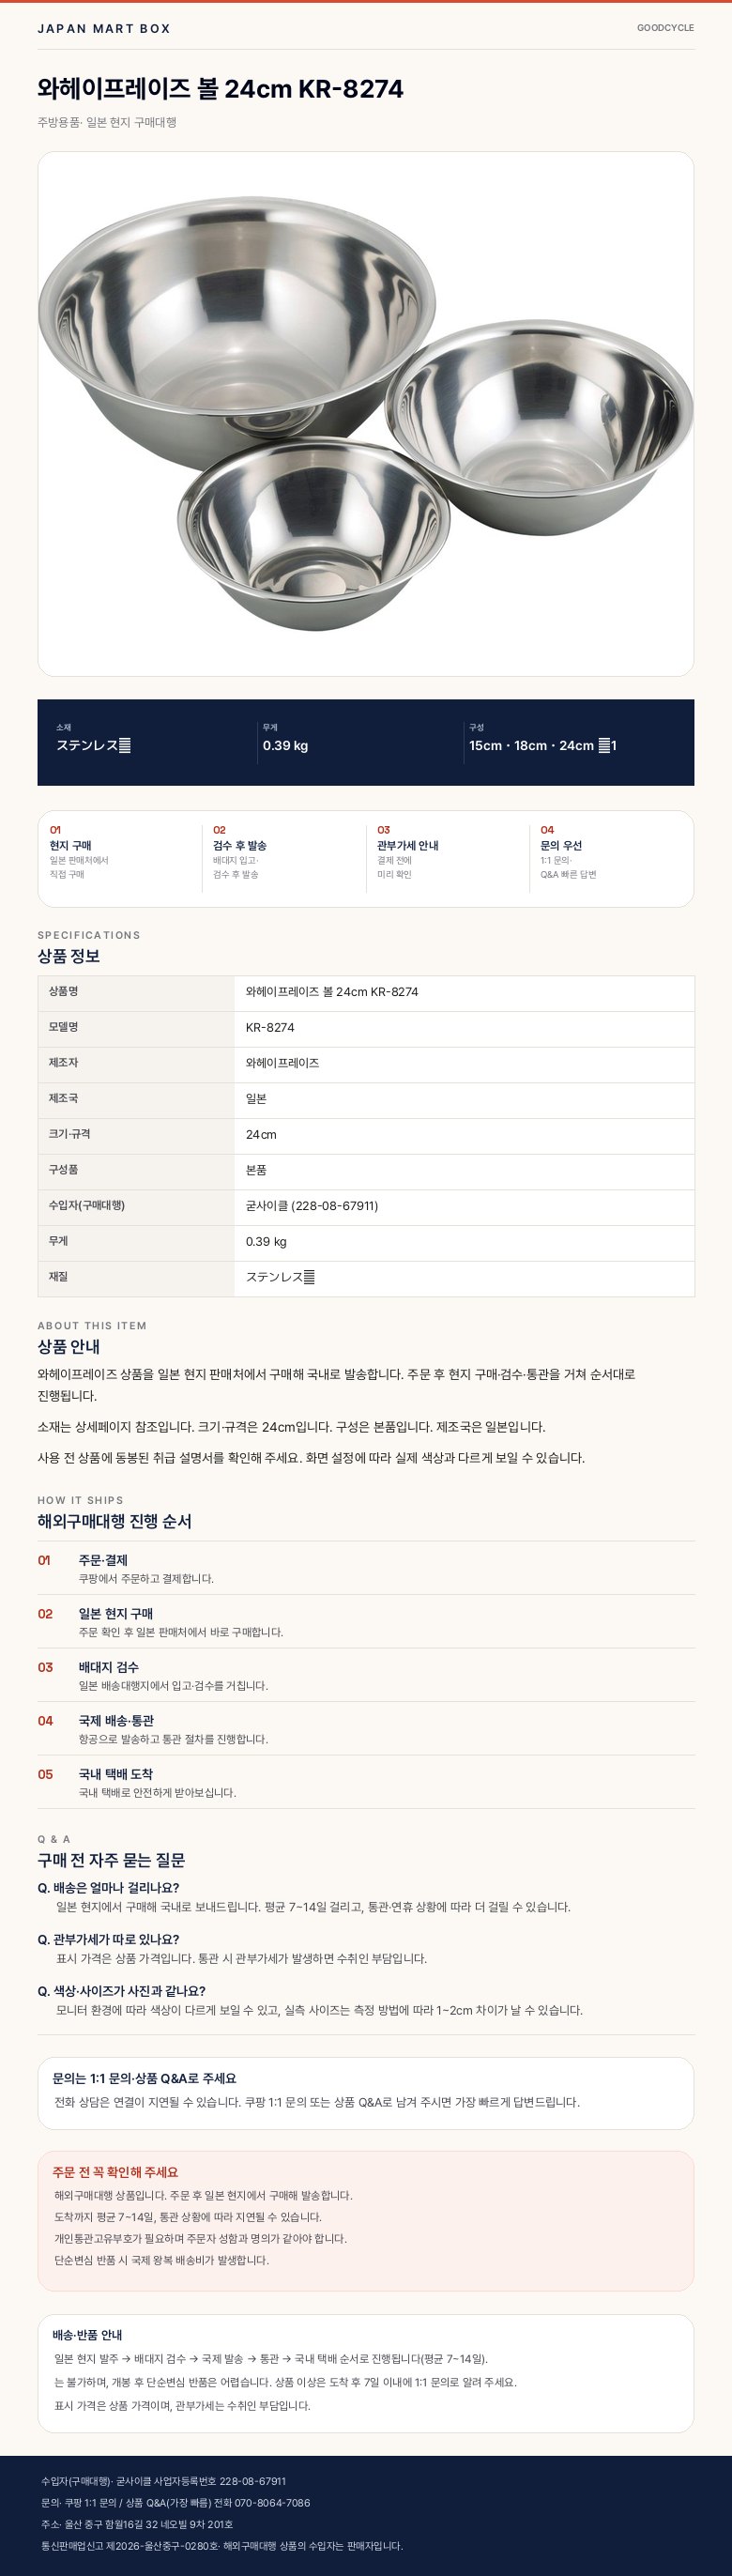 JAPAN MART BOX
GOODCYCLE
와헤이프레이즈 볼 24cm KR-8274
주방용품· 일본 현지 구매대행
소재
ステンレス
무게
0.39 kg
구성
15cm・18cm・24cm 1
01
현지 구매
일본 판매처에서
직접 구매
02
검수 후 발송
배대지 입고·
검수 후 발송
03
관부가세 안내
결제 전에
미리 확인
04
문의 우선
1:1 문의·
Q&A 빠른 답변
SPECIFICATIONS
상품 정보
상품명 와헤이프레이즈 볼 24cm KR-8274
모델명 KR-8274
제조자 와헤이프레이즈
제조국 일본
크기·규격 24cm
구성품 본품
수입자(구매대행) 굳사이클 (228-08-67911)
무게 0.39 kg
재질 ステンレス
ABOUT THIS ITEM
상품 안내
와헤이프레이즈 상품을 일본 현지 판매처에서 구매해 국내로 발송합니다. 주문 후 현지 구매·검수·통관을 거쳐 순서대로
진행됩니다.
소재는 상세페이지 참조입니다. 크기·규격은 24cm입니다. 구성은 본품입니다. 제조국은 일본입니다.
사용 전 상품에 동봉된 취급 설명서를 확인해 주세요. 화면 설정에 따라 실제 색상과 다르게 보일 수 있습니다.
HOW IT SHIPS
해외구매대행 진행 순서
01 주문·결제
쿠팡에서 주문하고 결제합니다.
02 일본 현지 구매
주문 확인 후 일본 판매처에서 바로 구매합니다.
03 배대지 검수
일본 배송대행지에서 입고·검수를 거칩니다.
04 국제 배송·통관
항공으로 발송하고 통관 절차를 진행합니다.
05 국내 택배 도착
국내 택배로 안전하게 받아보십니다.
Q & A
구매 전 자주 묻는 질문
Q. 배송은 얼마나 걸리나요?
일본 현지에서 구매해 국내로 보내드립니다. 평균 7~14일 걸리고, 통관·연휴 상황에 따라 더 걸릴 수 있습니다.
Q. 관부가세가 따로 있나요?
표시 가격은 상품 가격입니다. 통관 시 관부가세가 발생하면 수취인 부담입니다.
Q. 색상·사이즈가 사진과 같나요?
모니터 환경에 따라 색상이 다르게 보일 수 있고, 실측 사이즈는 측정 방법에 따라 1~2cm 차이가 날 수 있습니다.
문의는 1:1 문의·상품 Q&A로 주세요
전화 상담은 연결이 지연될 수 있습니다. 쿠팡 1:1 문의 또는 상품 Q&A로 남겨 주시면 가장 빠르게 답변드립니다.
주문 전 꼭 확인해 주세요
해외구매대행 상품입니다. 주문 후 일본 현지에서 구매해 발송합니다.
도착까지 평균 7~14일, 통관 상황에 따라 지연될 수 있습니다.
개인통관고유부호가 필요하며 주문자 성함과 명의가 같아야 합니다.
단순변심 반품 시 국제 왕복 배송비가 발생합니다.
배송·반품 안내
일본 현지 발주 → 배대지 검수 → 국제 발송 → 통관 → 국내 택배 순서로 진행됩니다(평균 7~14일).
는 불가하며, 개봉 후 단순변심 반품은 어렵습니다. 상품 이상은 도착 후 7일 이내에 1:1 문의로 알려 주세요.
표시 가격은 상품 가격이며, 관부가세는 수취인 부담입니다.
수입자(구매대행)· 굳사이클 사업자등록번호 228-08-67911
문의· 쿠팡 1:1 문의 / 상품 Q&A(가장 빠름) 전화 070-8064-7086
주소· 울산 중구 함월16길 32 네오빌 9차 201호
통신판매업신고 제2026-울산중구-0280호· 해외구매대행 상품의 수입자는 판매자입니다.